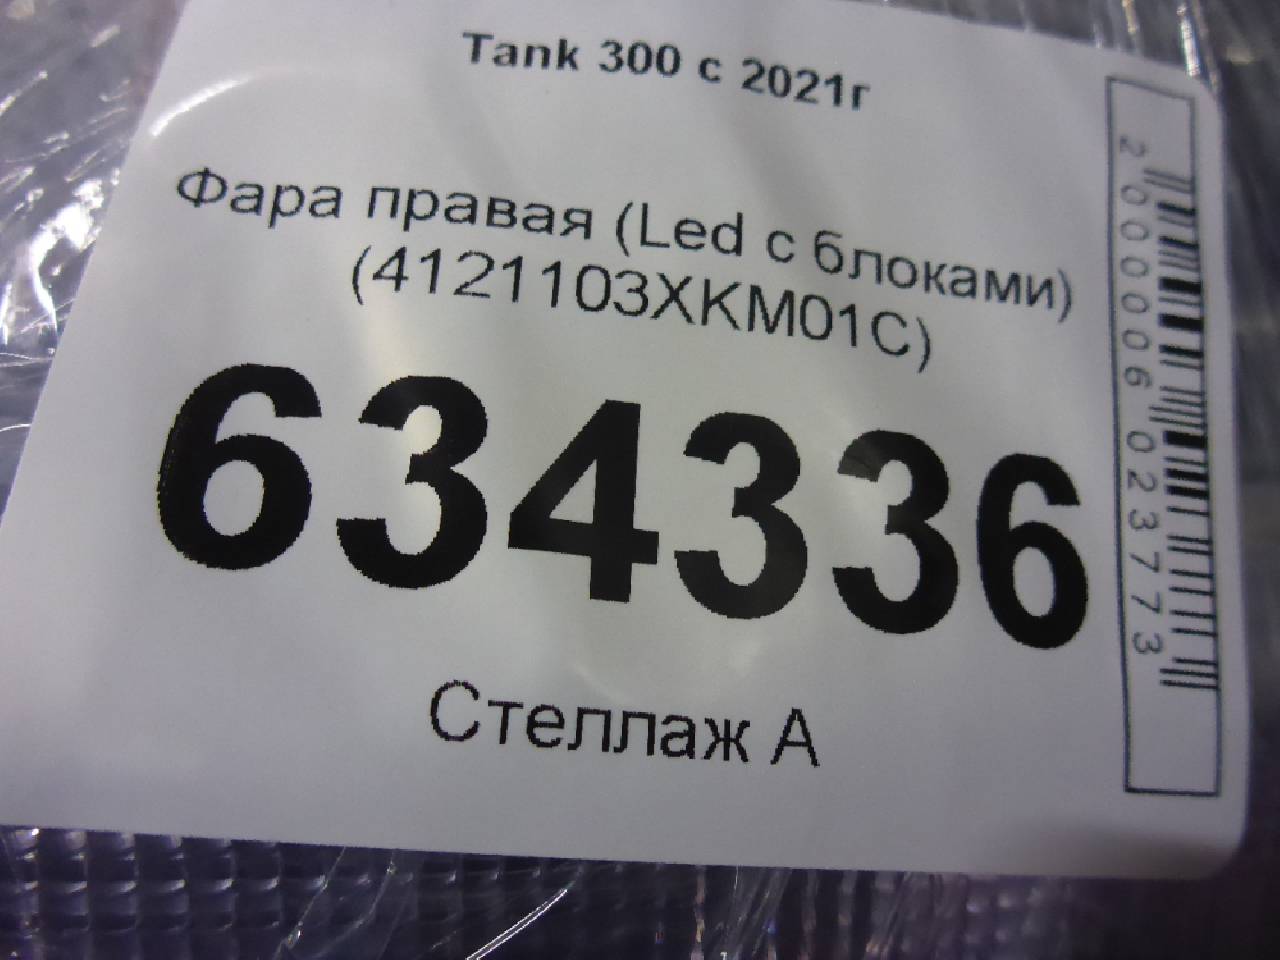 Tank 300 с 2021г
Фара правая (Led с блоками)
(4121103XKM01C)
634336
Стеллаж А
2000006023773